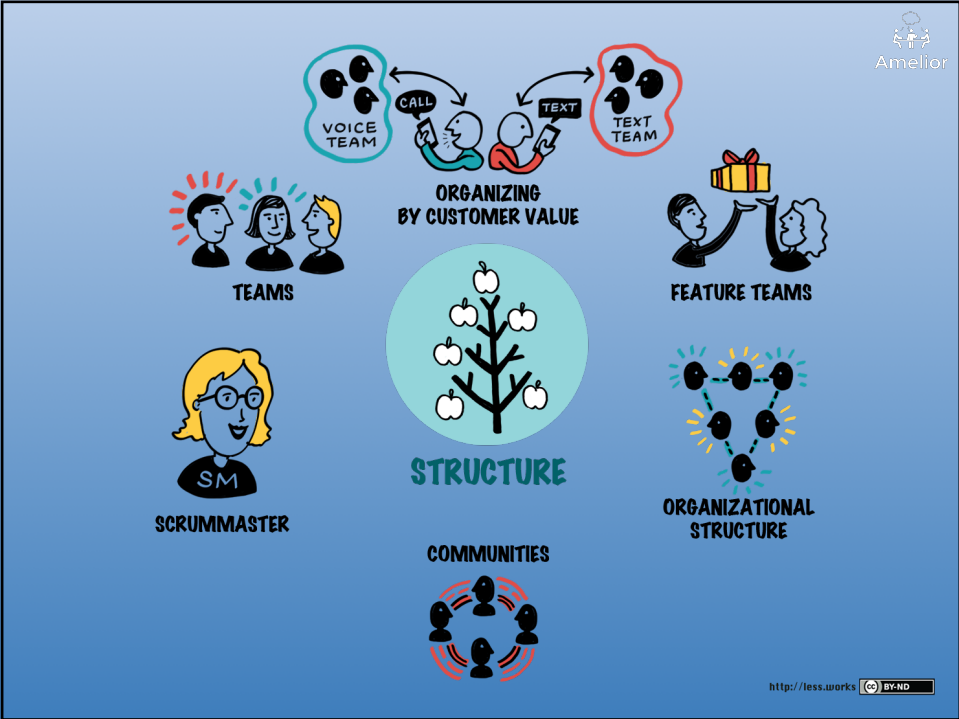 Amelior
VOICE
TEAM
CALL
TEXT
TEXT
TEAM
ORGANIZING
BY CUSTOMER VALUE
TEAMS
FEATURE TEAMS
SM
STRUCTURE
SCRUMMASTER
ORGANIZATIONAL
STRUCTURE
COMMUNITIES
http://less.works
cc BY-ND